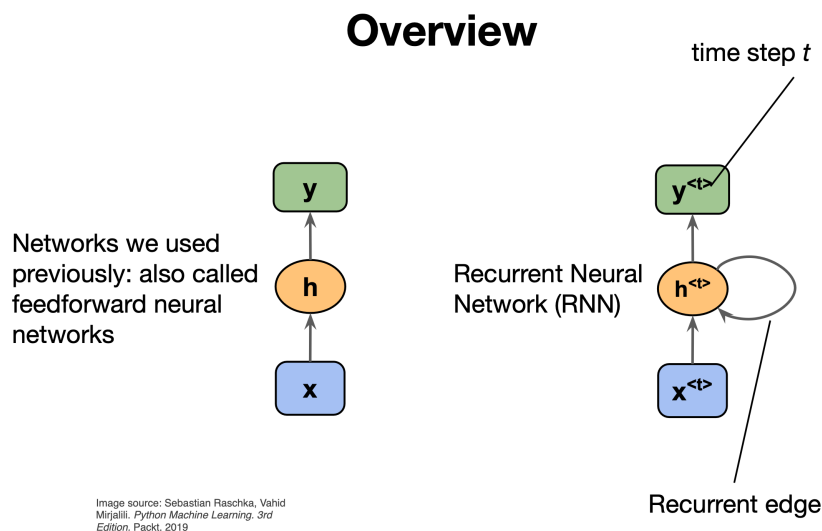 Overview
time step t
y
y<t>
Networks we used
previously: also called
feedforward neural
networks
h
Recurrent Neural
Network (RNN)
h<t>
x
x<t>
Recurrent edge
Image source: Sebastian Raschka, Vahid
Mirjalili. Python Machine Learning. 3rd
Edition. Packt, 2019